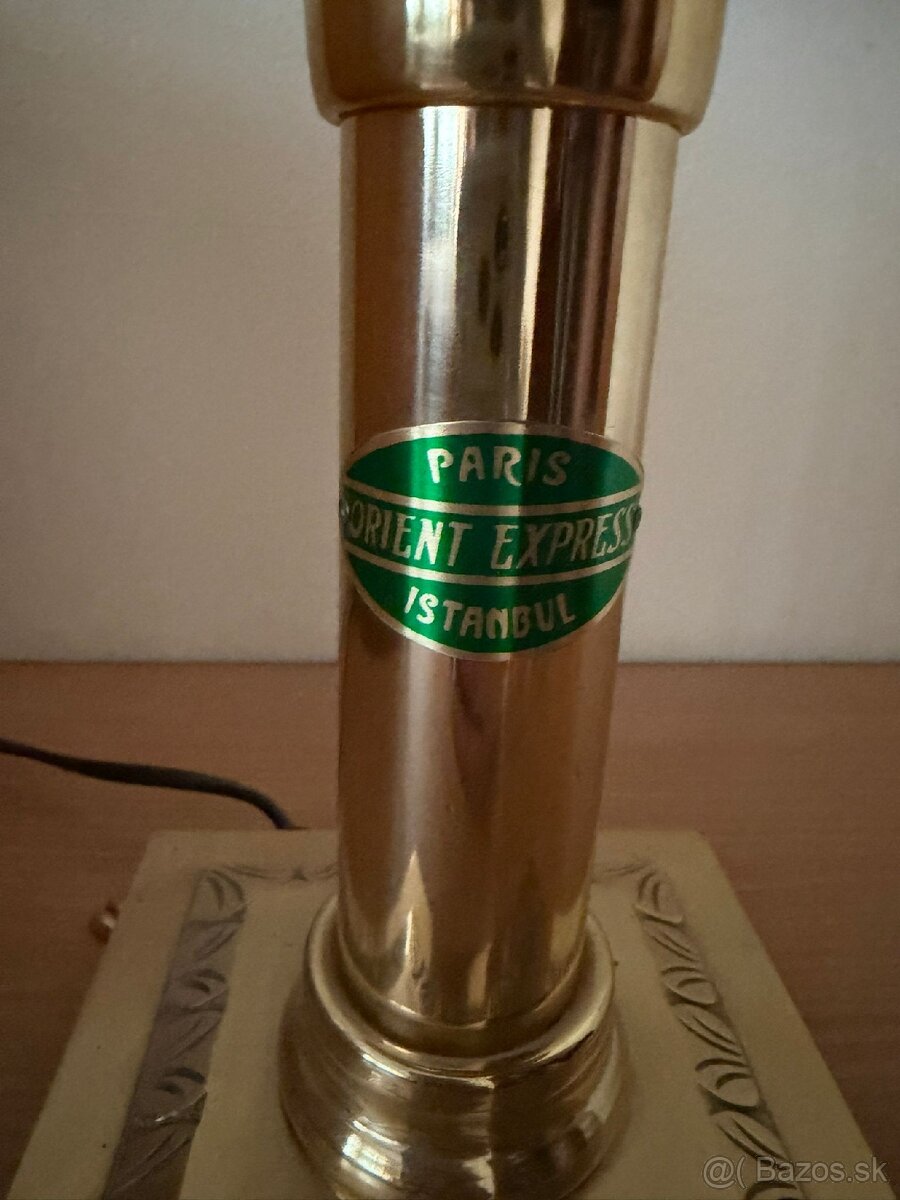 PARIS
ORIENT EXPRESS
ISTANBUL
@( Bazos.sk